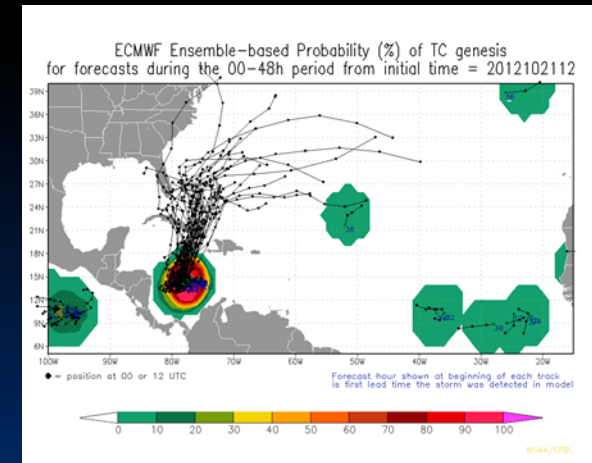 ECMWF Ensemble-based Probability (%) of TC genesis
for forecasts during the 00-48h period from initial time = 2012102112
39N
36N
33N
30N
27N
24N
21N
18N
15N
12N
9N
6N
36
38
36
100W 90W 80W 70W 60W 50W 40W 30W 20W
● = position at 00 or 12 UTC
Forecast hour shown at beginning of each track
is first lead time the storm was detected in model
0 10 20 30 40 50 60 70 80 90 100
NOAA/GFDL